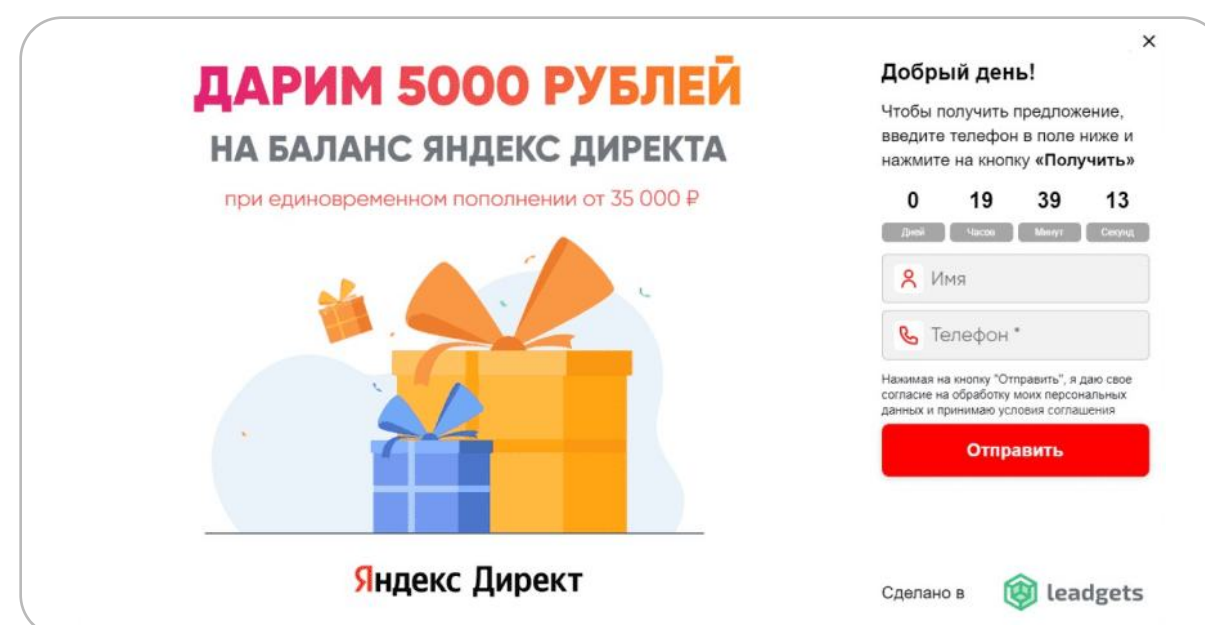 ДАРИМ 5000 РУБЛЕЙ
НА БАЛАНС ЯНДЕКС ДИРЕКТА
при единовременном пополнении от 35 000 ₽
Яндекс Директ
Добрый день!
Чтобы получить предложение,
введите телефон в поле ниже и
нажмите на кнопку «Получить»
0 19 39 13
Дней Часов Минут Секунд
Имя
Телефон *
Нажимая на кнопку "Отправить", я даю свое
согласие на обработку моих персональных
данных и принимаю условия соглашения
Отправить
Сделано в leadgets